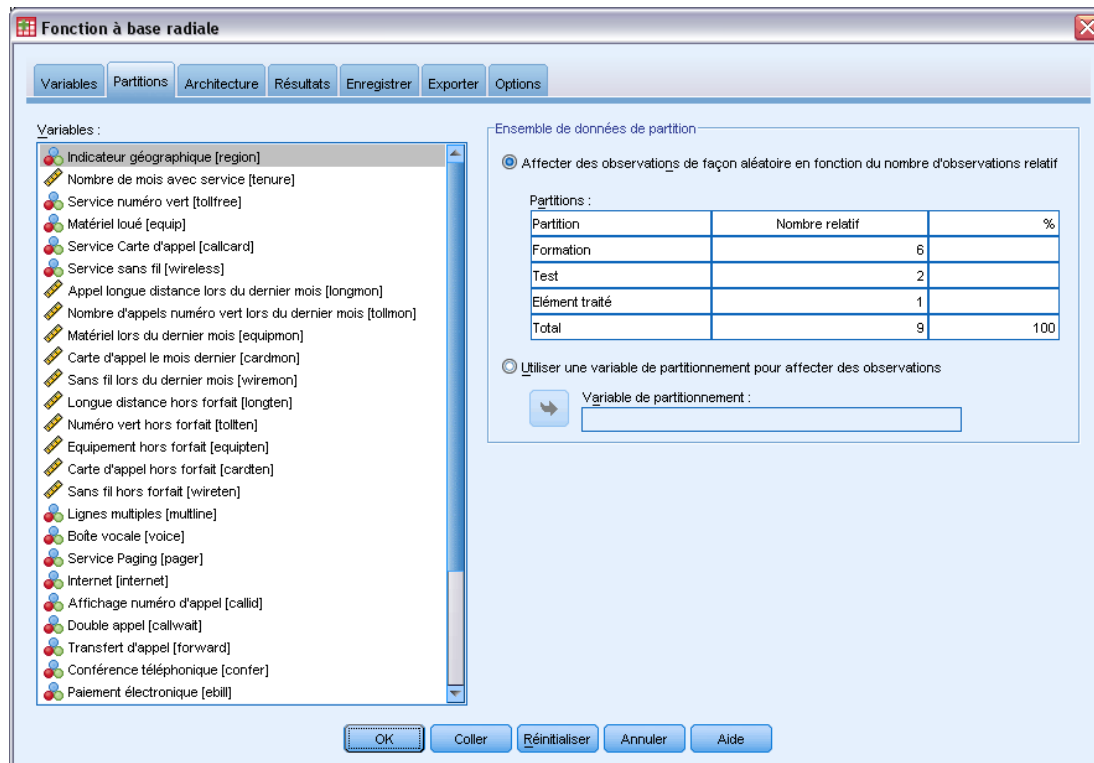 Fonction à base radiale
Variables Partitions Architecture Résultats Enregistrer Exporter Options
Variables :
Indicateur géographique [region]
Nombre de mois avec service [tenure]
Service numéro vert [tollfree]
Matériel loué [equip]
Service Carte d'appel [callcard]
Service sans fil [wireless]
Appel longue distance lors du dernier mois [longmon]
Nombre d'appels numéro vert lors du dernier mois [tollmon]
Matériel lors du dernier mois [equipmon]
Carte d'appel le mois dernier [cardmon]
Sans fil lors du dernier mois [wiremon]
Longue distance hors forfait [longten]
Numéro vert hors forfait [tollten]
Equipement hors forfait [equipten]
Carte d'appel hors forfait [cardten]
Sans fil hors forfait [wireten]
Lignes multiples [multline]
Boîte vocale [voice]
Service Paging [pager]
Internet [internet]
Affichage numéro d'appel [callid]
Double appel [callwait]
Transfert d'appel [forward]
Conférence téléphonique [confer]
Paiement électronique [ebill]
Ensemble de données de partition
Affecter des observations de façon aléatoire en fonction du nombre d'observations relatif
Partitions :
Partition Nombre relatif %
Formation 6
Test 2
Elément traité 1
Total 9 100
Utiliser une variable de partitionnement pour affecter des observations
Variable de partitionnement :
OK Coller Réinitialiser Annuler Aide